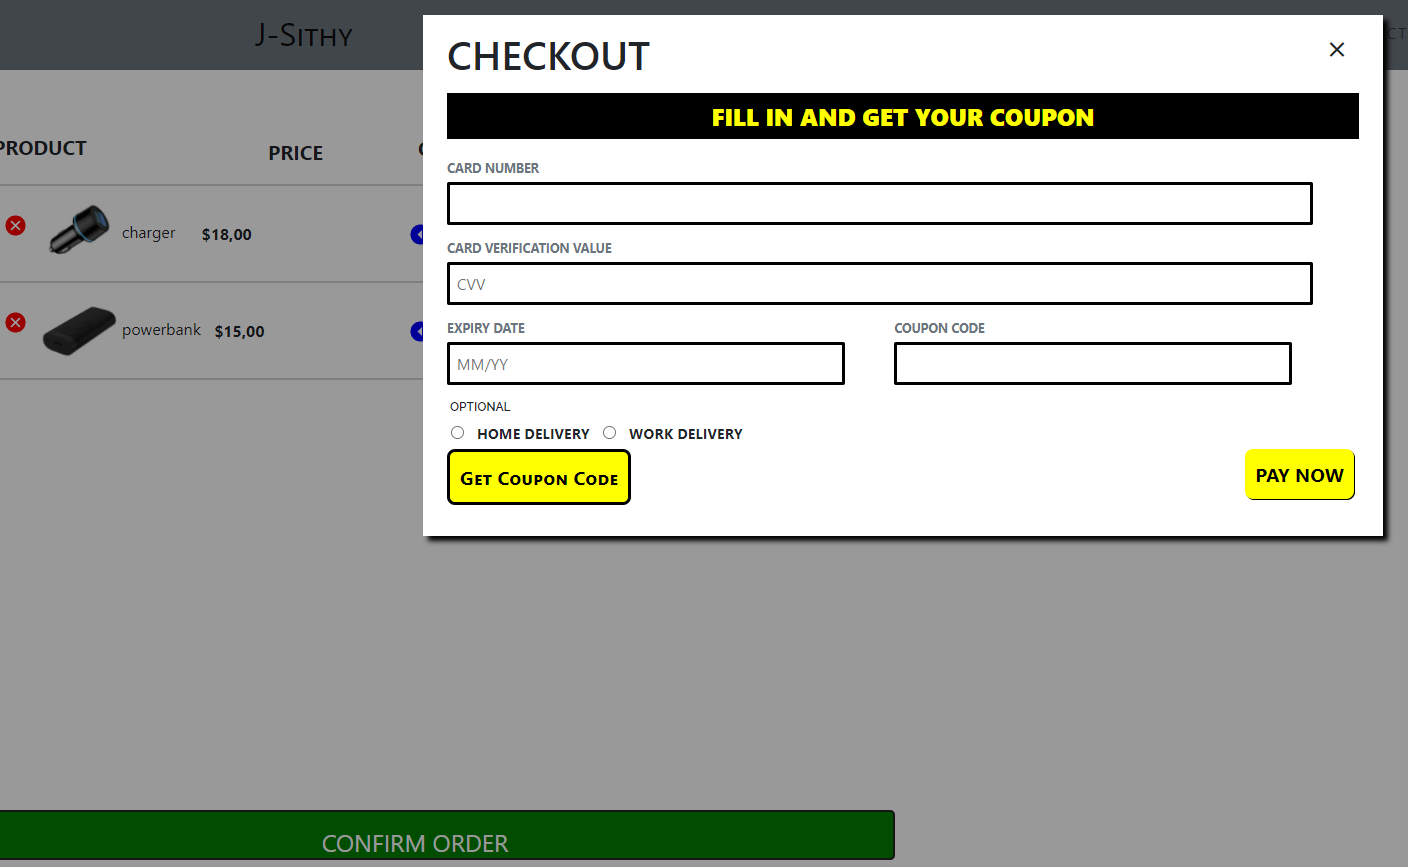 J-Sithy
CT
CHECKOUT
FILL IN AND GET YOUR COUPON
PRODUCT
PRICE
CARD NUMBER
charger $18,00
CARD VERIFICATION VALUE
CVV
powerbank $15,00
EXPIRY DATE COUPON CODE
MM/YY
OPTIONAL
HOME DELIVERY WORK DELIVERY
Get Coupon Code
PAY NOW
CONFIRM ORDER